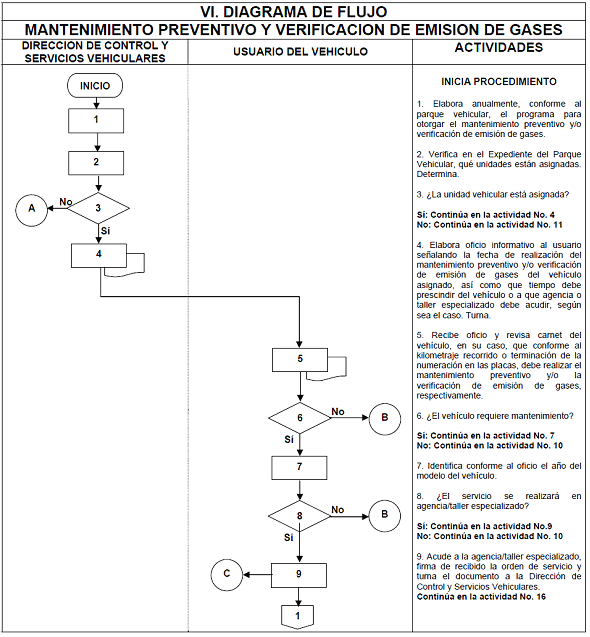 VI. DIAGRAMA DE FLUJO
MANTENIMIENTO PREVENTIVO Y VERIFICACION DE EMISION DE GASES
DIRECCION DE CONTROL Y
SERVICIOS VEHICULARES
USUARIO DEL VEHICULO
ACTIVIDADES
INICIO
1
2
A
No
3
Sí
4
5
6
No
B
Sí
7
8
No
B
Si
C
9
1
INICIA PROCEDIMIENTO
1. Elabora anualmente, conforme al
parque vehicular, el programa para
otorgar el mantenimiento preventivo y/o
verificación de emisión de gases.
2. Verifica en el Expediente del Parque
Vehicular, qué unidades están asignadas.
Determina.
3. ¿La unidad vehicular está asignada?
Sí: Continúa en la actividad No. 4
No: Continúa en la actividad No. 11
4. Elabora oficio informativo al usuario
señalando la fecha de realización del
mantenimiento preventivo y/o verificación
de emisión de gases del vehículo
asignado, así como que tiempo debe
prescindir del vehículo o a que agencia o
taller especializado debe acudir, según
sea el caso. Turna.
5. Recibe oficio y revisa carnet del
vehículo, en su caso, que conforme al
kilometraje recorrido o terminación de la
numeración en las placas, debe realizar el
mantenimiento preventivo y/o la
verificación de emisión de gases,
respectivamente.
6. ¿El vehículo requiere mantenimiento?
Sí: Continúa en la actividad No. 7
No: Continúa en la actividad No. 10
7. Identifica conforme al oficio el año del
modelo del vehículo.
8. ¿El servicio se realizará en
agencia/taller especializado?
Sí: Continúa en la actividad No.9
No: Continúa en la actividad No. 10
9. Acude a la agencia/taller especializado,
firma de recibido la orden de servicio y
turna el documento a la Dirección de
Control y Servicios Vehiculares.
Continúa en la actividad No. 16